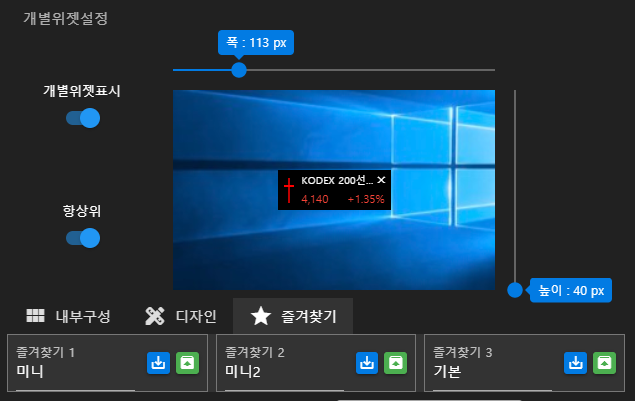 개별위젯설정
폭 : 113 px
개별위젯표시
KODEX 200선...
4,140 +1.35%
항상위
높이 : 40 px
내부구성 디자인 즐겨찾기
즐겨찾기 1 즐겨찾기 2 즐겨찾기 3
미니 미니2 기본